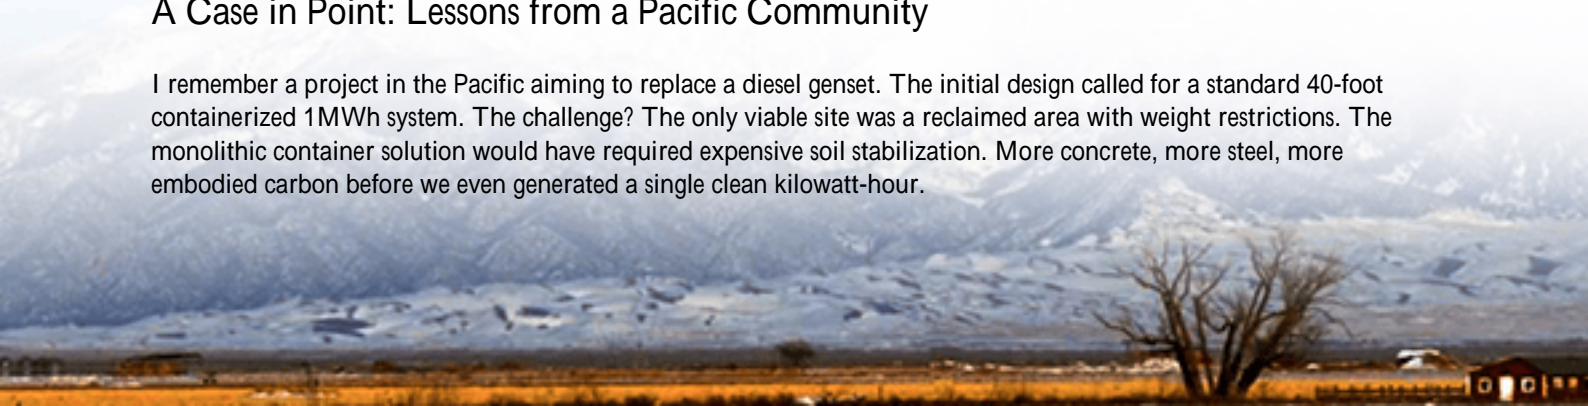 A Case in Point: Lessons from a Pacific Community
I remember a project in the Pacific aiming to replace a diesel genset. The initial design called for a standard 40-foot
containerized 1MWh system. The challenge? The only viable site was a reclaimed area with weight restrictions. The
monolithic container solution would have required expensive soil stabilization. More concrete, more steel, more
embodied carbon before we even generated a single clean kilowatt-hour.